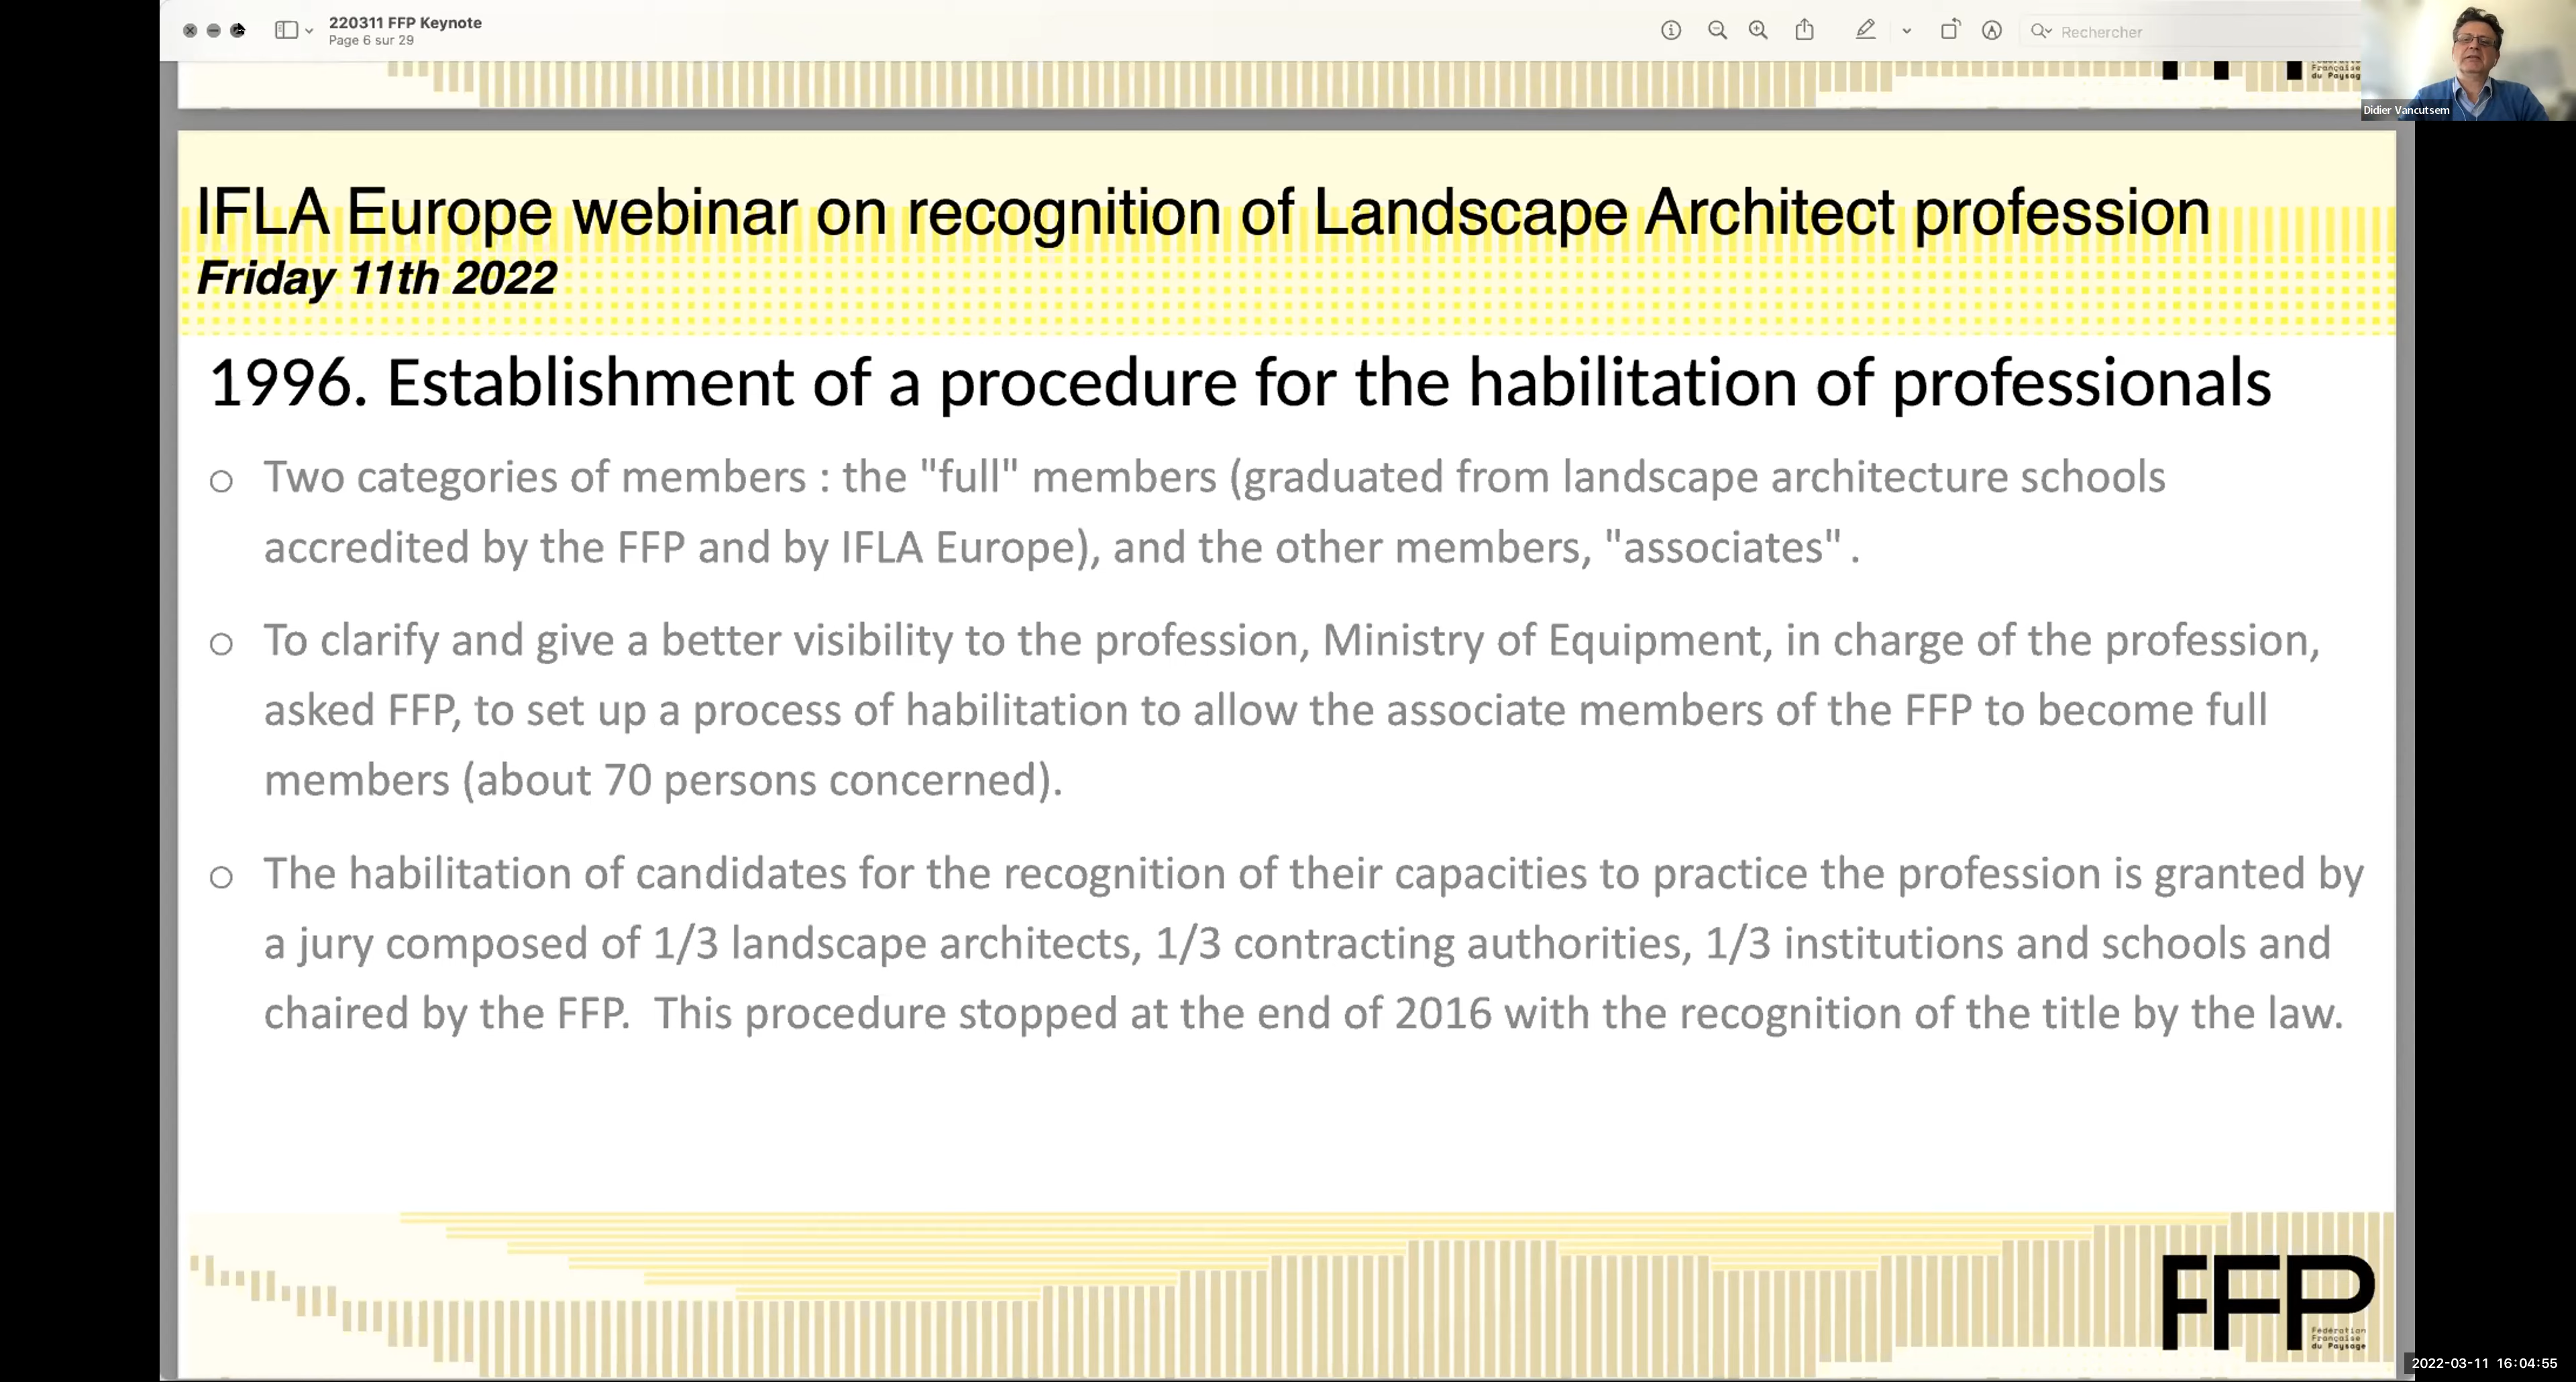 220311 FFP Keynote
Page 6 sur 29
Rechercher
Française
du Paysag
Didier Vancutsem
IFLA Europe webinar on recognition of Landscape Architect profession
Friday 11th 2022
1996. Establishment of a procedure for the habilitation of professionals
Two categories of members : the "full" members (graduated from landscape architecture schools
accredited by the FFP and by IFLA Europe), and the other members, "associates" .
To clarify and give a better visibility to the profession, Ministry of Equipment, in charge of the profession,
asked FFP, to set up a process of habilitation to allow the associate members of the FFP to become full
members (about 70 persons concerned).
The habilitation of candidates for the recognition of their capacities to practice the profession is granted by
a jury composed of 1/3 landscape architects, 1/3 contracting authorities, 1/3 institutions and schools and
chaired by the FFP.  This procedure stopped at the end of 2016 with the recognition of the title by the law.
FFP
Fédération
Française
du Paysage
2022-03-11 16:04:55